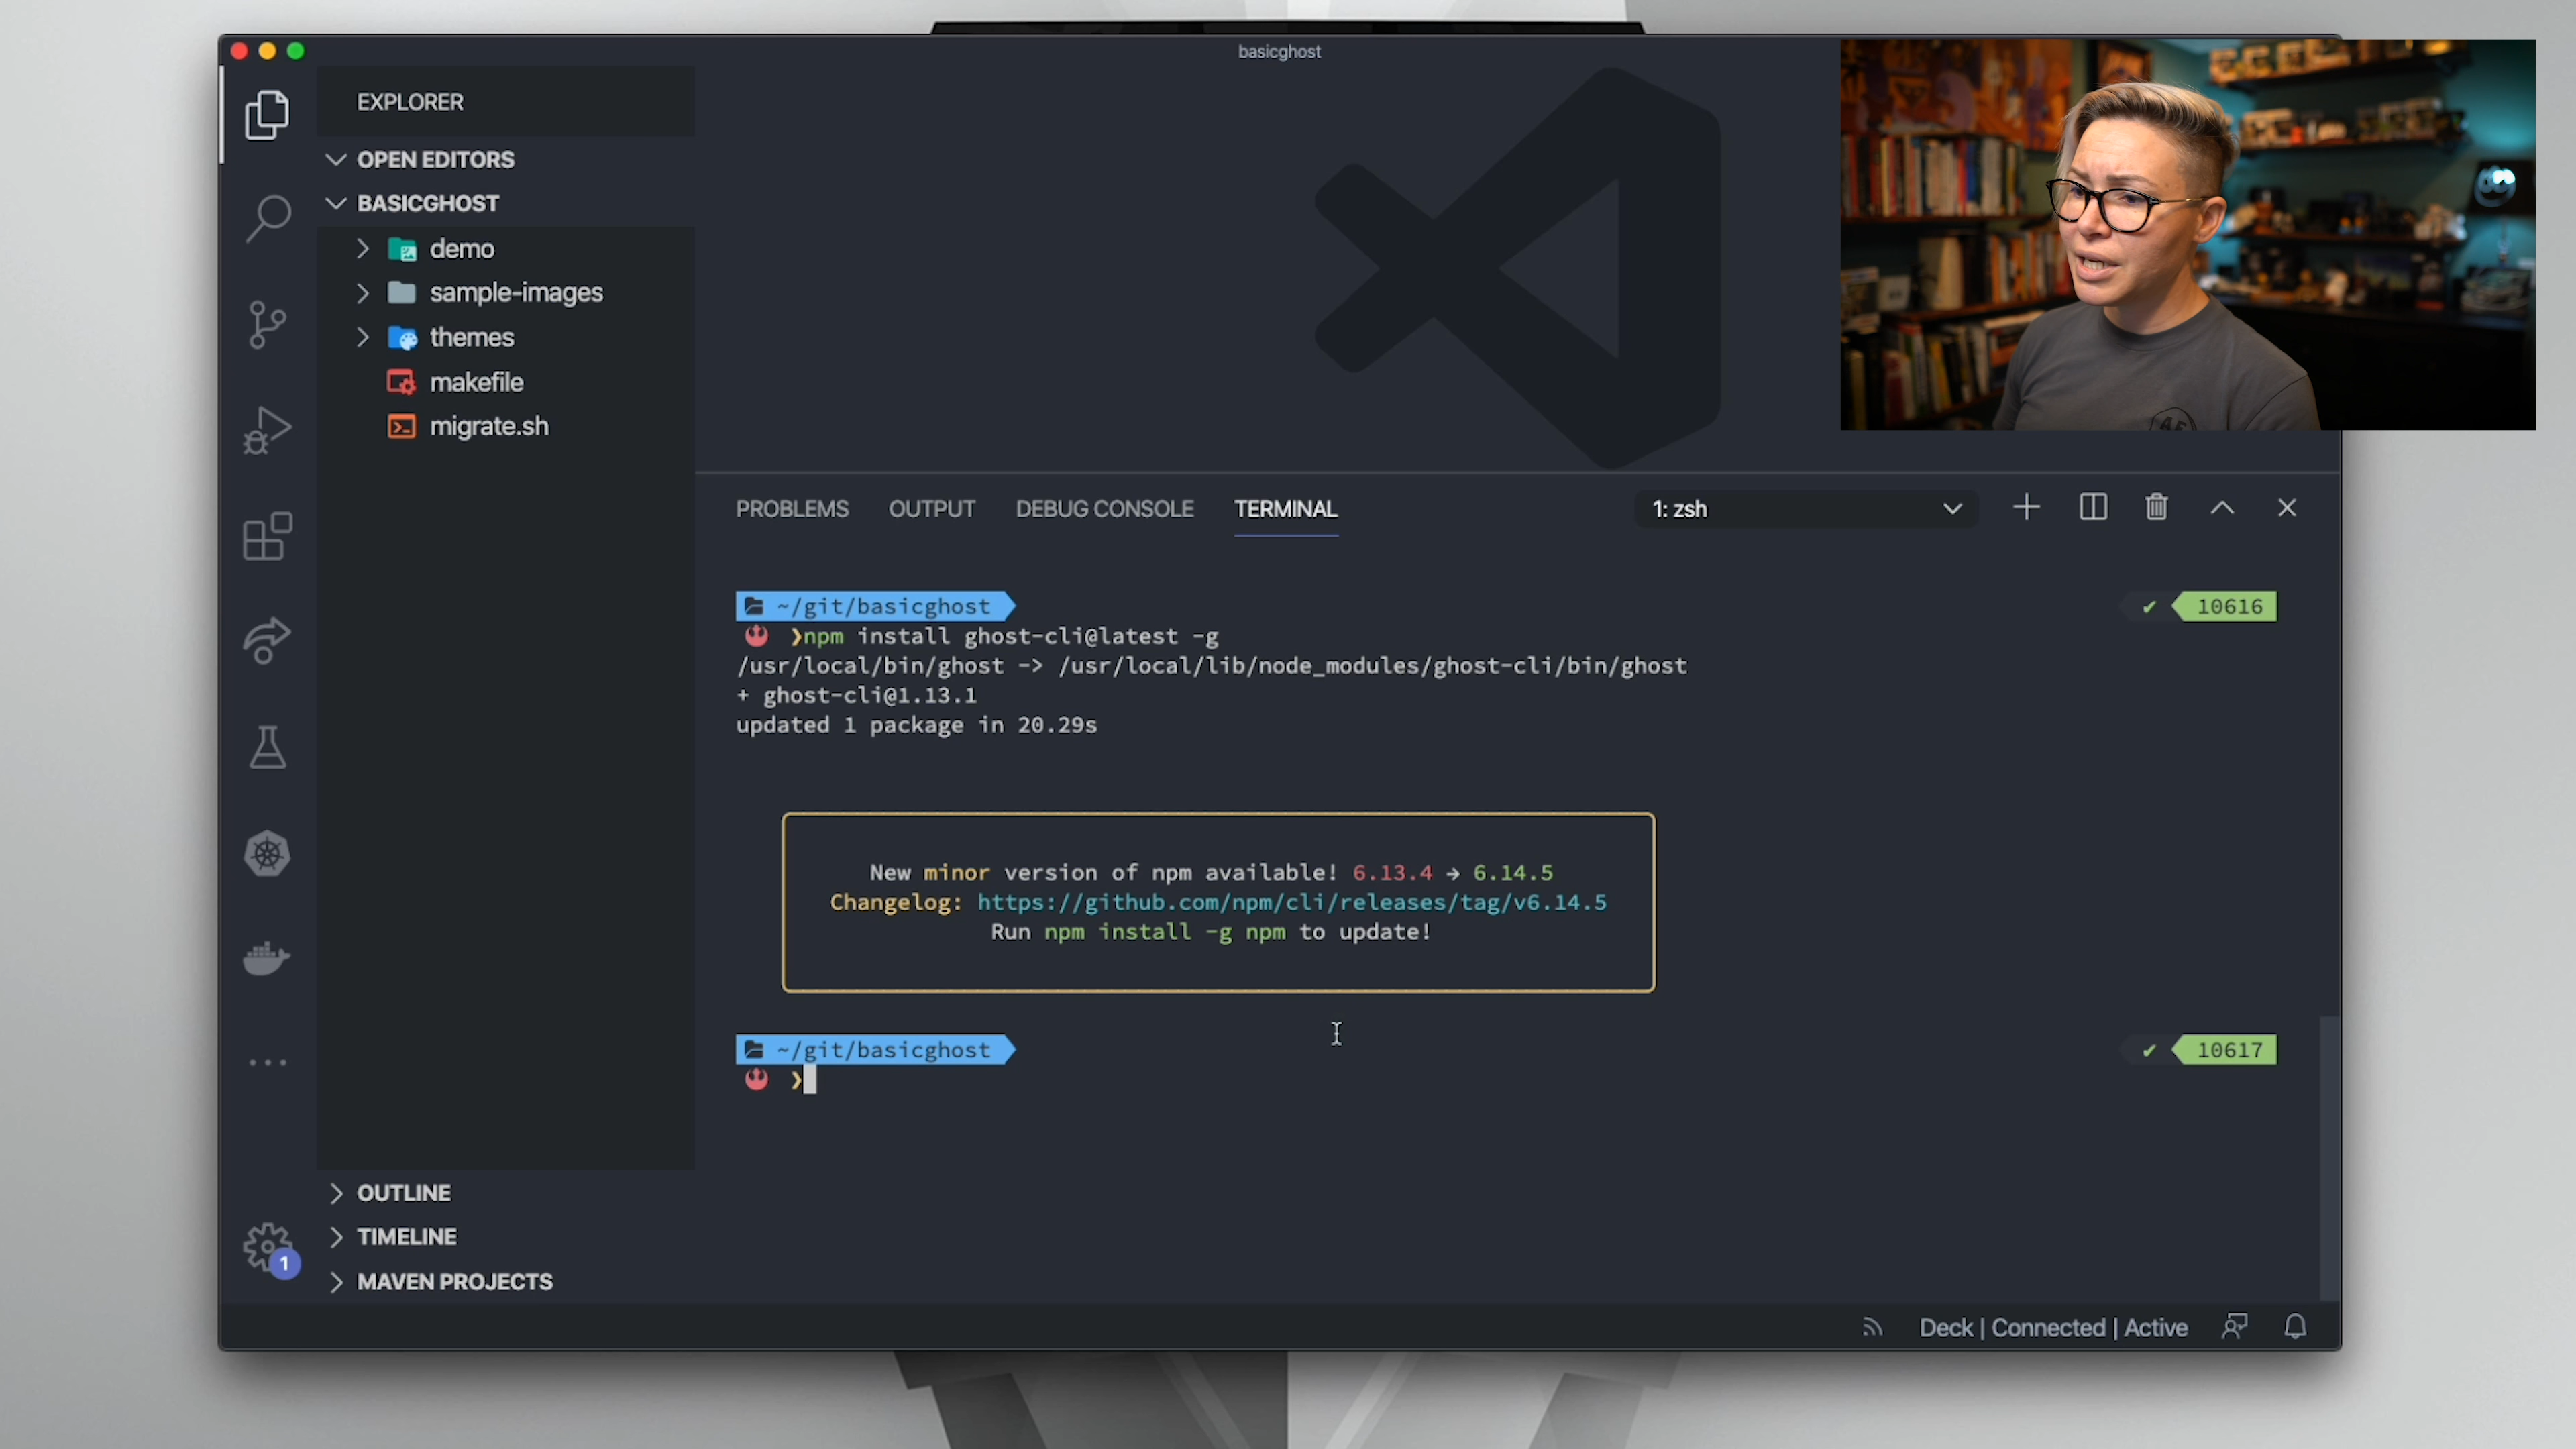 basicghost
EXPLORER
OPEN EDITORS
BASICGHOST
demo
sample-images
themes
makefile
migrate.sh
OUTLINE
TIMELINE
MAVEN PROJECTS
1
PROBLEMS OUTPUT DEBUG CONSOLE TERMINAL 1: zsh
~/git/basicghost ✔ 10616
❯npm install ghost-cli@latest -g
/usr/local/bin/ghost -> /usr/local/lib/node_modules/ghost-cli/bin/ghost
+ ghost-cli@1.13.1
updated 1 package in 20.29s
New minor version of npm available! 6.13.4 → 6.14.5
Changelog: https://github.com/npm/cli/releases/tag/v6.14.5
Run npm install -g npm to update!
~/git/basicghost ✔ 10617
❯
Deck | Connected | Active